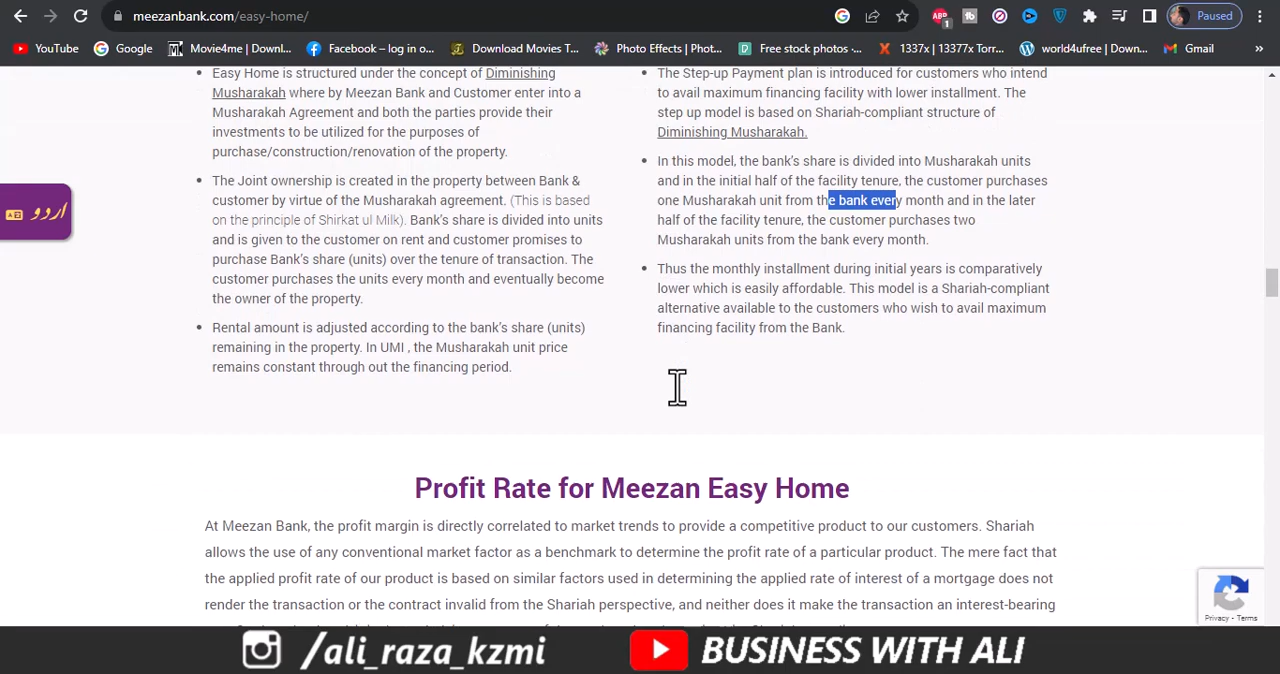 meezanbank.com/easy-home/
Paused
YouTube
Google
Movie4me | Downl...
Facebook – log in o...
Download Movies T...
Photo Effects | Phot...
Free stock photos -...
1337x | 13377x Torr...
world4ufree | Down...
Gmail
»
Easy Home is structured under the concept of Diminishing
Musharakah where by Meezan Bank and Customer enter into a
Musharakah Agreement and both the parties provide their
investments to be utilized for the purposes of
purchase/construction/renovation of the property.
The Joint ownership is created in the property between Bank &
customer by virtue of the Musharakah agreement. (This is based
on the principle of Shirkat ul Milk). Bank's share is divided into units
and is given to the customer on rent and customer promises to
purchase Bank's share (units) over the tenure of transaction. The
customer purchases the units every month and eventually become
the owner of the property.
Rental amount is adjusted according to the bank's share (units)
remaining in the property. In UMI , the Musharakah unit price
remains constant through out the financing period.
The Step-up Payment plan is introduced for customers who intend
to avail maximum financing facility with lower installment. The
step up model is based on Shariah-compliant structure of
Diminishing Musharakah.
In this model, the bank's share is divided into Musharakah units
and in the initial half of the facility tenure, the customer purchases
one Musharakah unit from the bank every month and in the later
half of the facility tenure, the customer purchases two
Musharakah units from the bank every month.
Thus the monthly installment during initial years is comparatively
lower which is easily affordable. This model is a Shariah-compliant
alternative available to the customers who wish to avail maximum
financing facility from the Bank.
اردو
Profit Rate for Meezan Easy Home
At Meezan Bank, the profit margin is directly correlated to market trends to provide a competitive product to our customers. Shariah
allows the use of any conventional market factor as a benchmark to determine the profit rate of a particular product. The mere fact that
the applied profit rate of our product is based on similar factors used in determining the applied rate of interest of a mortgage does not
render the transaction or the contract invalid from the Shariah perspective, and neither does it make the transaction an interest-bearing
Privacy - Terms
/ali_raza_kzmi
BUSINESS WITH ALI